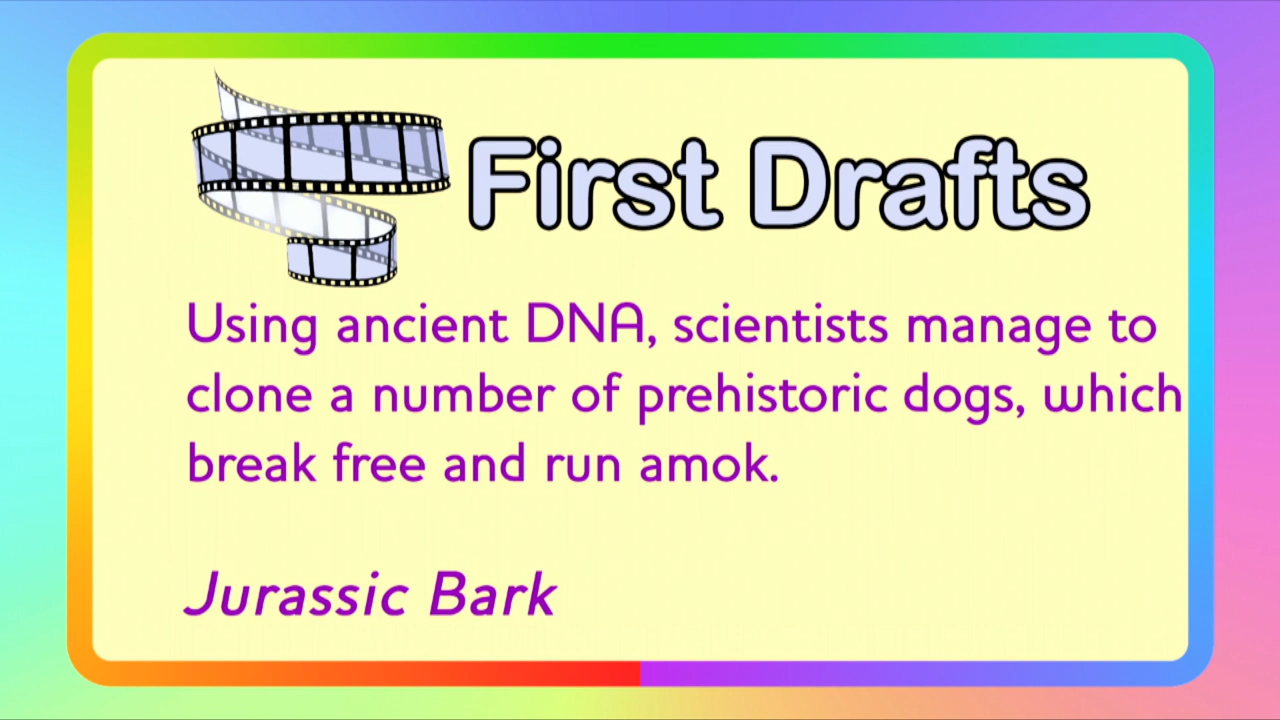 First Drafts
Using ancient DNA, scientists manage to
clone a number of prehistoric dogs, which
break free and run amok.
Jurassic Bark